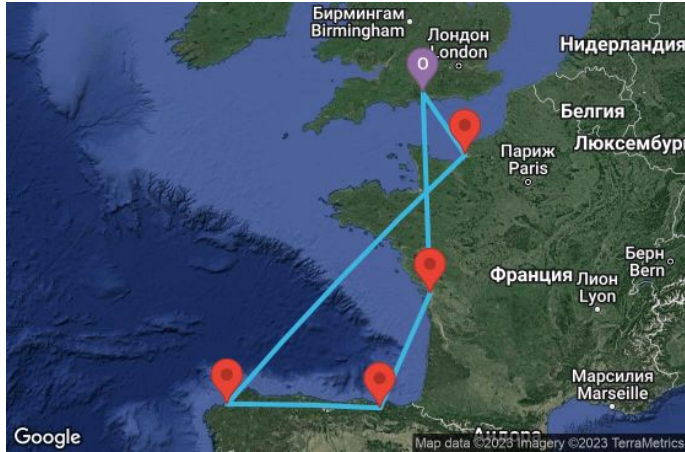 Бирмингам
Birmingham
Лондон
London
O
Нидерландия
Белгия
Люксембург
Париж
Paris
Берн
Bern
Франция
Лион
Lyon
Марсилия
Marseille
Андора
Google
Map data ©2023 Imagery ©2023 TerraMetrics